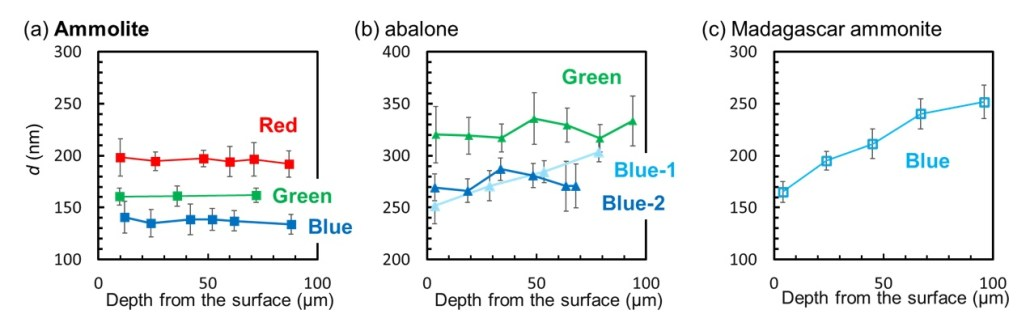 (a) Ammolite
300
250
200
150
100
d (nm)
Red
Green
Blue
0
50
100
Depth from the surface (μm)
(b) abalone
400
350
300
250
200
Green
Blue-1
Blue-2
0
50
100
Depth from the surface (μm)
(c) Madagascar ammonite
300
250
200
150
100
Blue
0
50
100
Depth from the surface (μm)